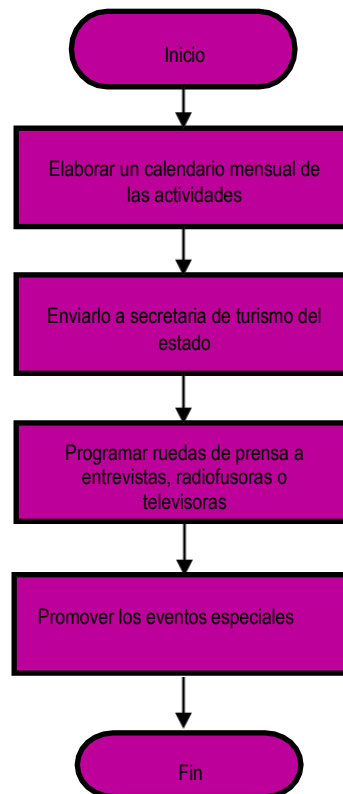 Inicio
Elaborar un calendario mensual de
las actividades
Enviarlo a secretaria de turismo del
estado
Programar ruedas de prensa a
entrevistas, radiofusoras o
televisoras
Promover los eventos especiales
Fin